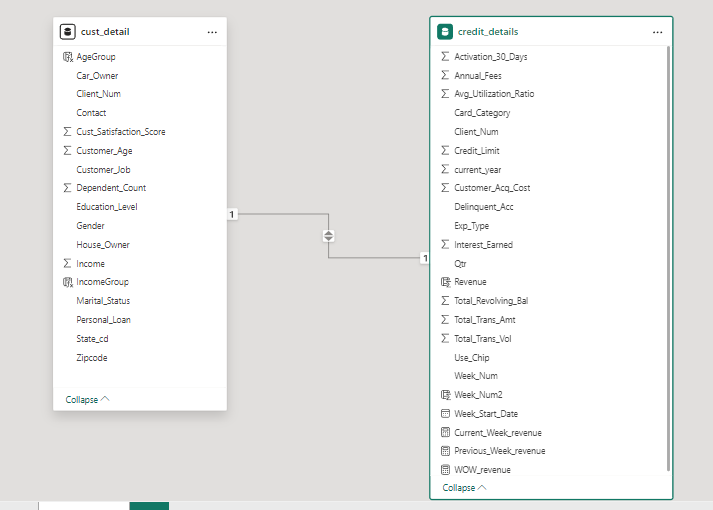 cust_detail
AgeGroup
Car_Owner
Client_Num
Contact
Cust_Satisfaction_Score
Customer_Age
Customer_Job
Dependent_Count
Education_Level
Gender
House_Owner
Income
IncomeGroup
Marital_Status
Personal_Loan
State_cd
Zipcode
Collapse
1
1
credit_details
Activation_30_Days
Annual_Fees
Avg_Utilization_Ratio
Card_Category
Client_Num
Credit_Limit
current_year
Customer_Acq_Cost
Delinquent_Acc
Exp_Type
Interest_Earned
Qtr
Revenue
Total_Revolving_Bal
Total_Trans_Amt
Total_Trans_Vol
Use_Chip
Week_Num
Week_Num2
Week_Start_Date
Current_Week_revenue
Previous_Week_revenue
WOW_revenue
Collapse